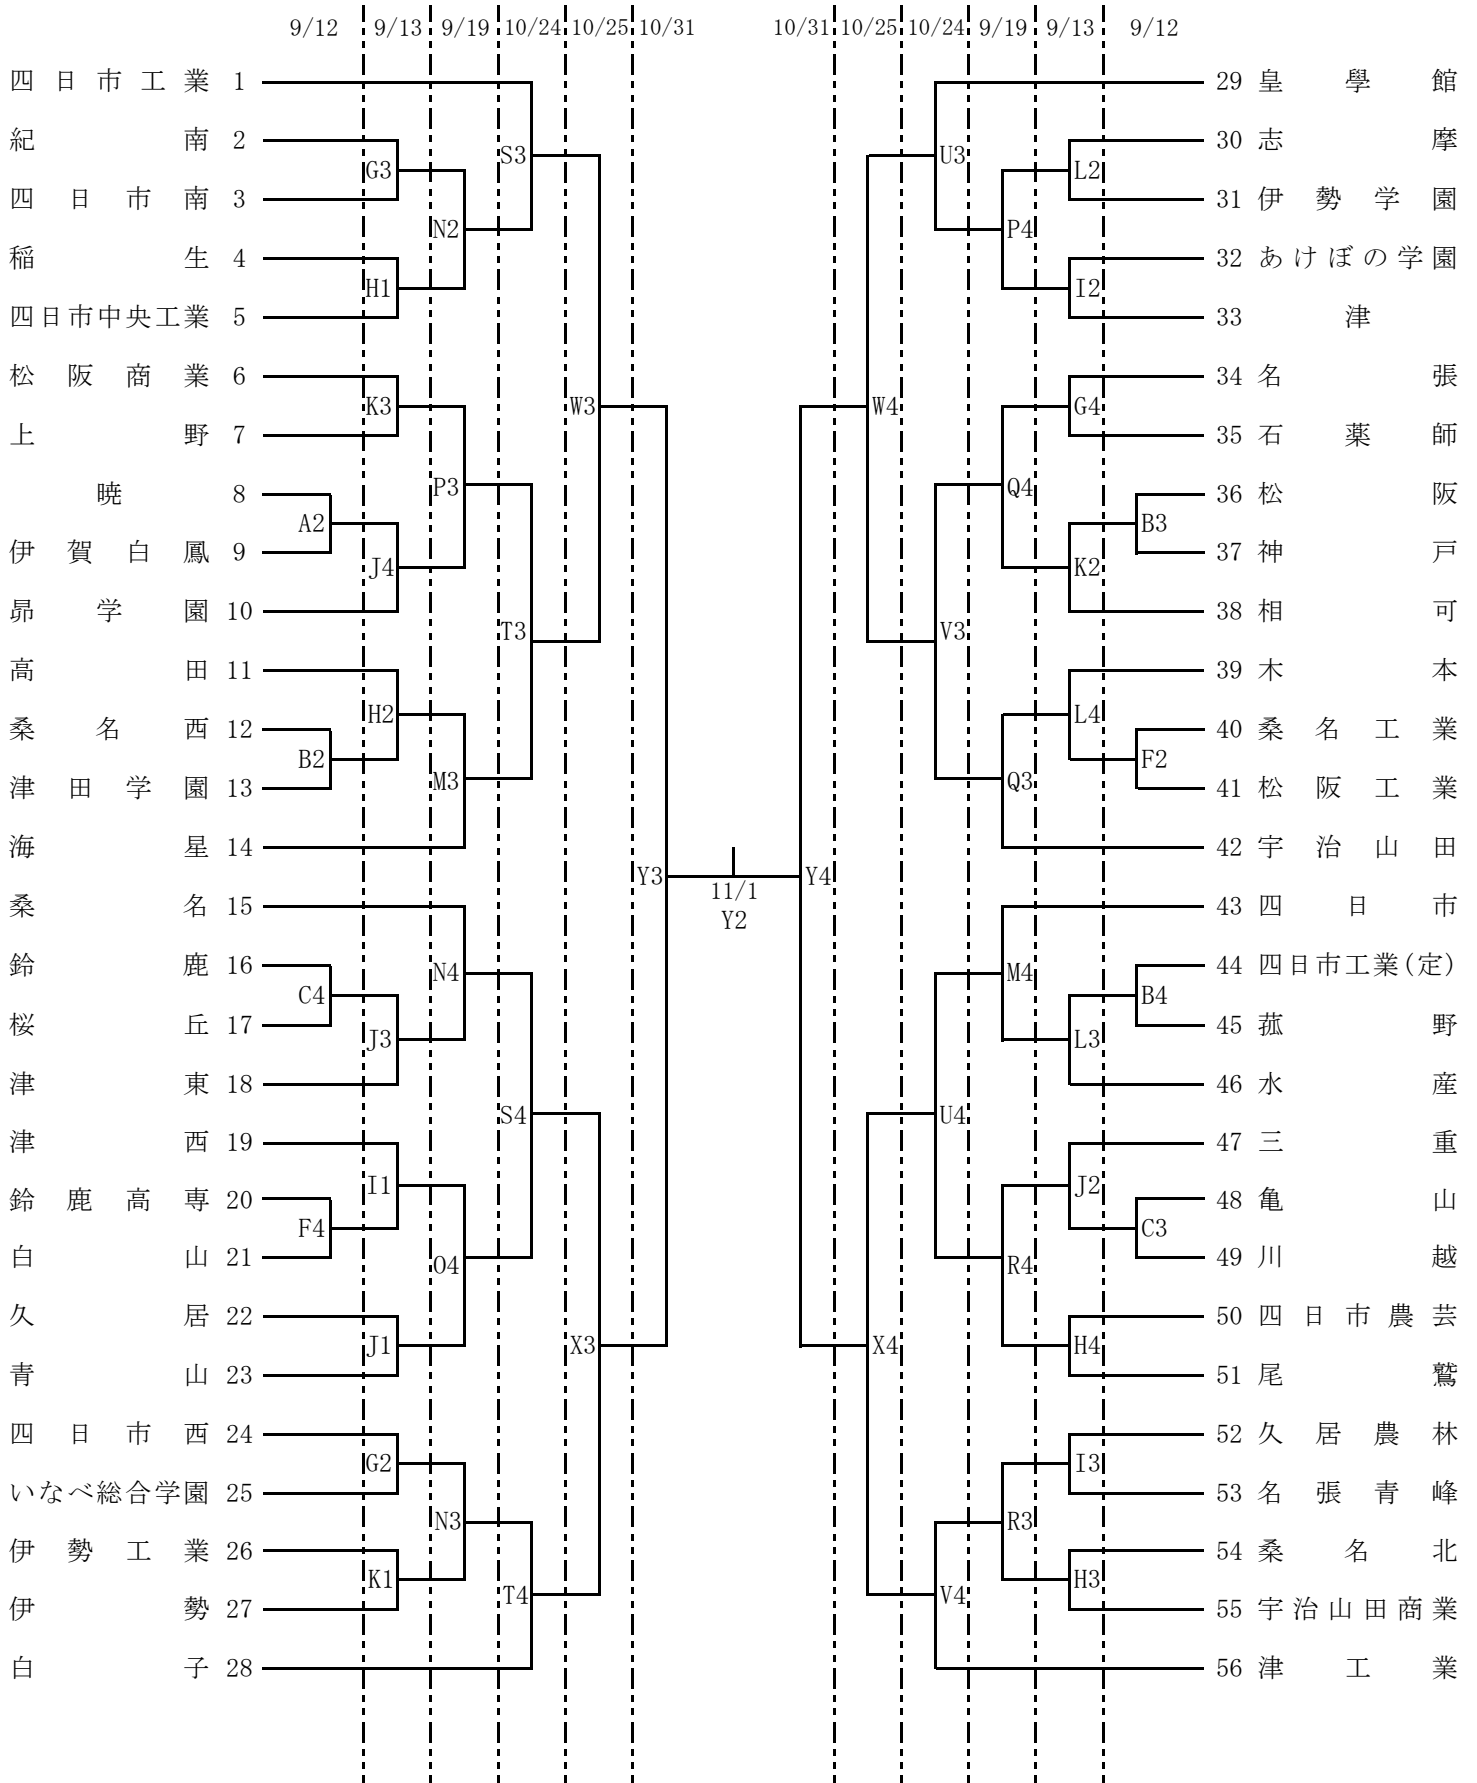 9/12 9/13 9/19 10/24 10/25 10/31 10/31 10/25 10/24 9/19 9/13 9/12
四日市工業 1 29 皇學館
紀南 2 30 志摩
S3 U3
G3 L2
四日市南 3 31 伊勢学園
N2 P4
稲生 4 32 あけぼの学園
H1 I2
四日市中央工業 5 33 津
松阪商業 6 34 名張
K3 W3 W4 G4
上野 7 35 石薬師
P3 Q4
暁 8 36 松阪
A2 B3
伊賀白鳳 9 37 神戸
J4 K2
昴学園 10 38 相可
T3 V3
高田 11 39 木本
H2 L4
桑名西 12 40 桑名工業
B2 F2
M3 Q3
津田学園 13 41 松阪工業
海星 14 42 宇治山田
Y3 Y4
11/1
桑名 15 43 四日市
Y2
鈴鹿 16 44 四日市工業(定)
N4 M4
C4 B4
桜丘 17 45 菰野
J3 L3
津東 18 46 水産
S4 U4
津西 19 47 三重
I1 J2
鈴鹿高専 20 48 亀山
F4 C3
白山 21 49 川越
O4 R4
久居 22 50 四日市農芸
J1 X3 X4 H4
青山 23 51 尾鷲
四日市西 24 52 久居農林
G2 I3
いなべ総合学園 25 53 名張青峰
N3 R3
伊勢工業 26 54 桑名北
K1 H3
T4 V4
伊勢 27 55 宇治山田商業
白子 28 56 津工業